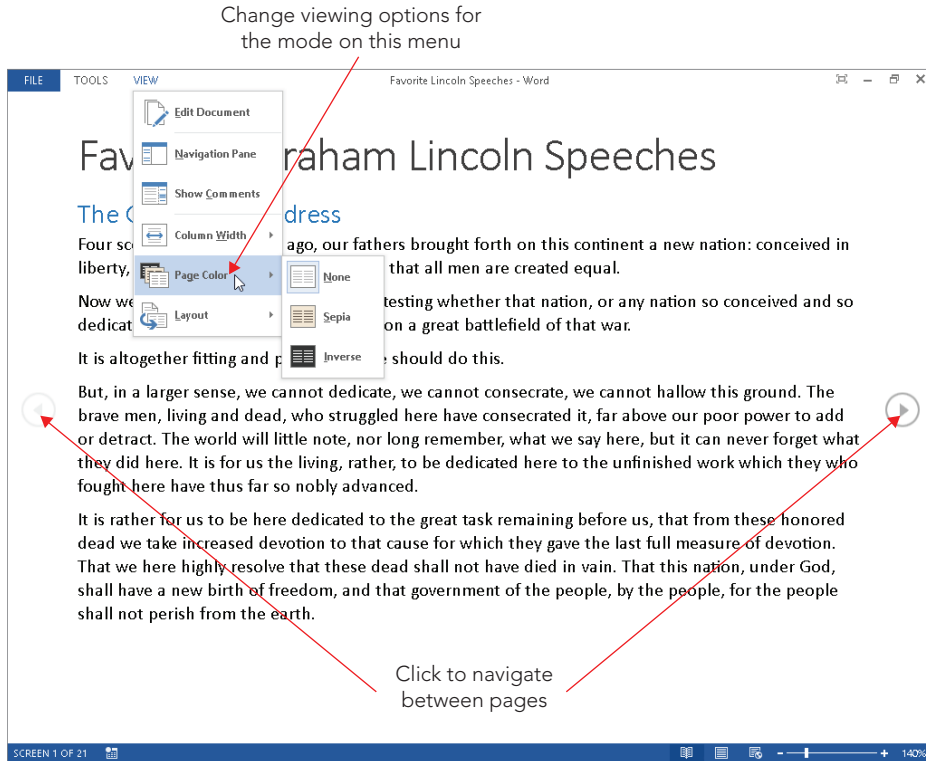 Change viewing options for
the mode on this menu
FILE TOOLS VIEW Favorite Lincoln Speeches - Word
Edit Document
Navigation Pane
Show Comments
Column Width
Page Color
Layout
None
Sepia
Inverse
Fav raham Lincoln Speeches
The G dress
Four sco ago, our fathers brought forth on this continent a new nation: conceived in
liberty, that all men are created equal.
Now we testing whether that nation, or any nation so conceived and so
dedicat on a great battlefield of that war.
It is altogether fitting and p e should do this.
But, in a larger sense, we cannot dedicate, we cannot consecrate, we cannot hallow this ground. The
brave men, living and dead, who struggled here have consecrated it, far above our poor power to add
or detract. The world will little note, nor long remember, what we say here, but it can never forget what
they did here. It is for us the living, rather, to be dedicated here to the unfinished work which they who
fought here have thus far so nobly advanced.
It is rather for us to be here dedicated to the great task remaining before us, that from these honored
dead we take increased devotion to that cause for which they gave the last full measure of devotion.
That we here highly resolve that these dead shall not have died in vain. That this nation, under God,
shall have a new birth of freedom, and that government of the people, by the people, for the people
shall not perish from the earth.
Click to navigate
between pages
SCREEN 1 OF 21 140%